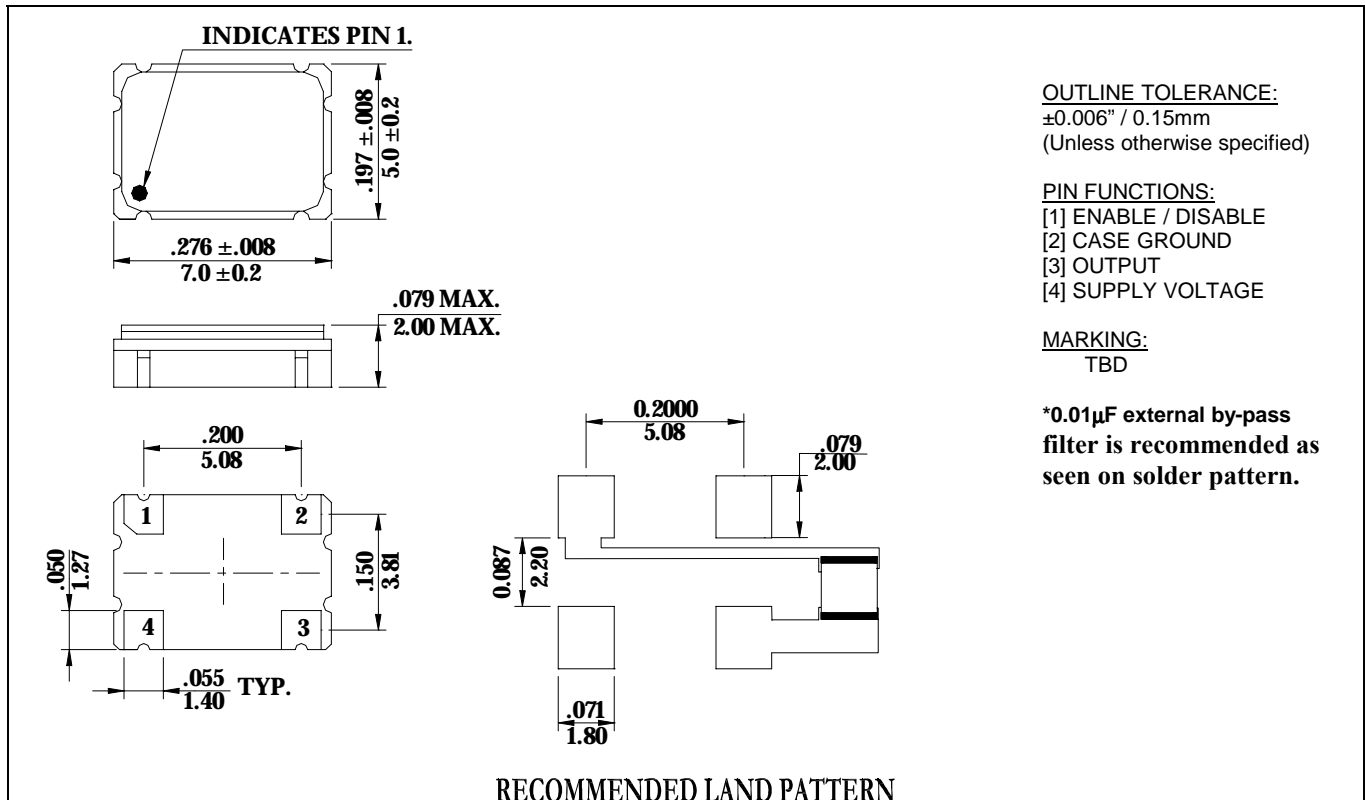 INDICATES PIN 1.
.197 ±.008
5.0 ±0.2
.276 ±.008
7.0 ±0.2
.079 MAX.
2.00 MAX.
.200
5.08
1
2
.050
1.27
.150
3.81
4
3
.055
1.40
TYP.
0.2000
5.08
.079
2.00
0.087
2.20
.071
1.80
RECOMMENDED LAND PATTERN
OUTLINE TOLERANCE:
±0.006” / 0.15mm
(Unless otherwise specified)
PIN FUNCTIONS:
[1] ENABLE / DISABLE
[2] CASE GROUND
[3] OUTPUT
[4] SUPPLY VOLTAGE
MARKING:
TBD
*0.01µF external by-pass
filter is recommended as
seen on solder pattern.